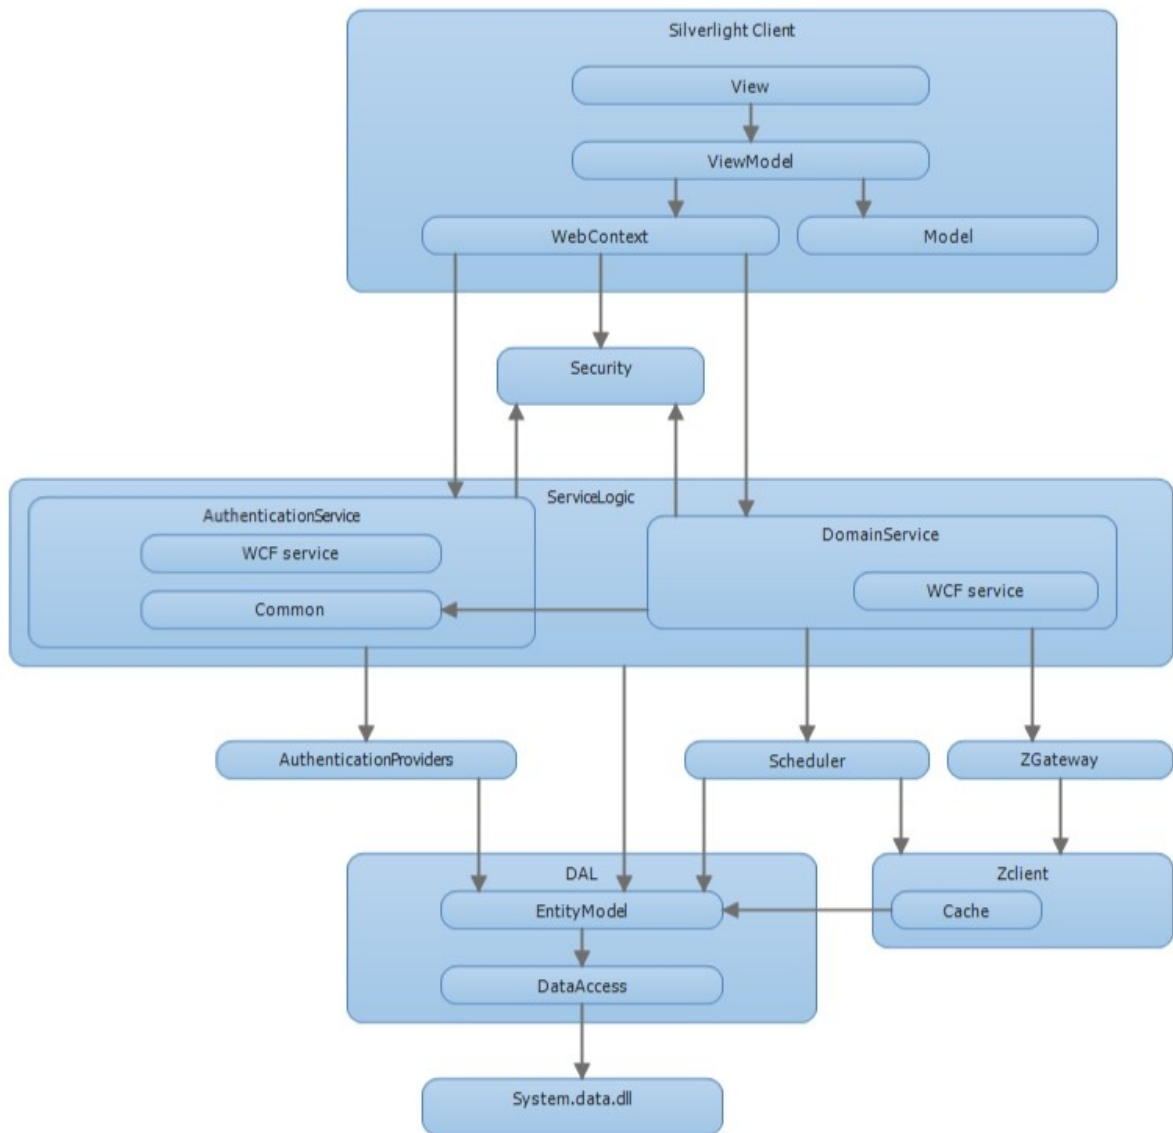 Silverlight Client
View
ViewModel
WebContext
Model
Security
ServiceLogic
AuthenticationService
WCF service
Common
DomainService
WCF service
AuthenticationProviders
Scheduler
ZGateway
DAL
EntityModel
DataAccess
Zclient
Cache
System.data.dll